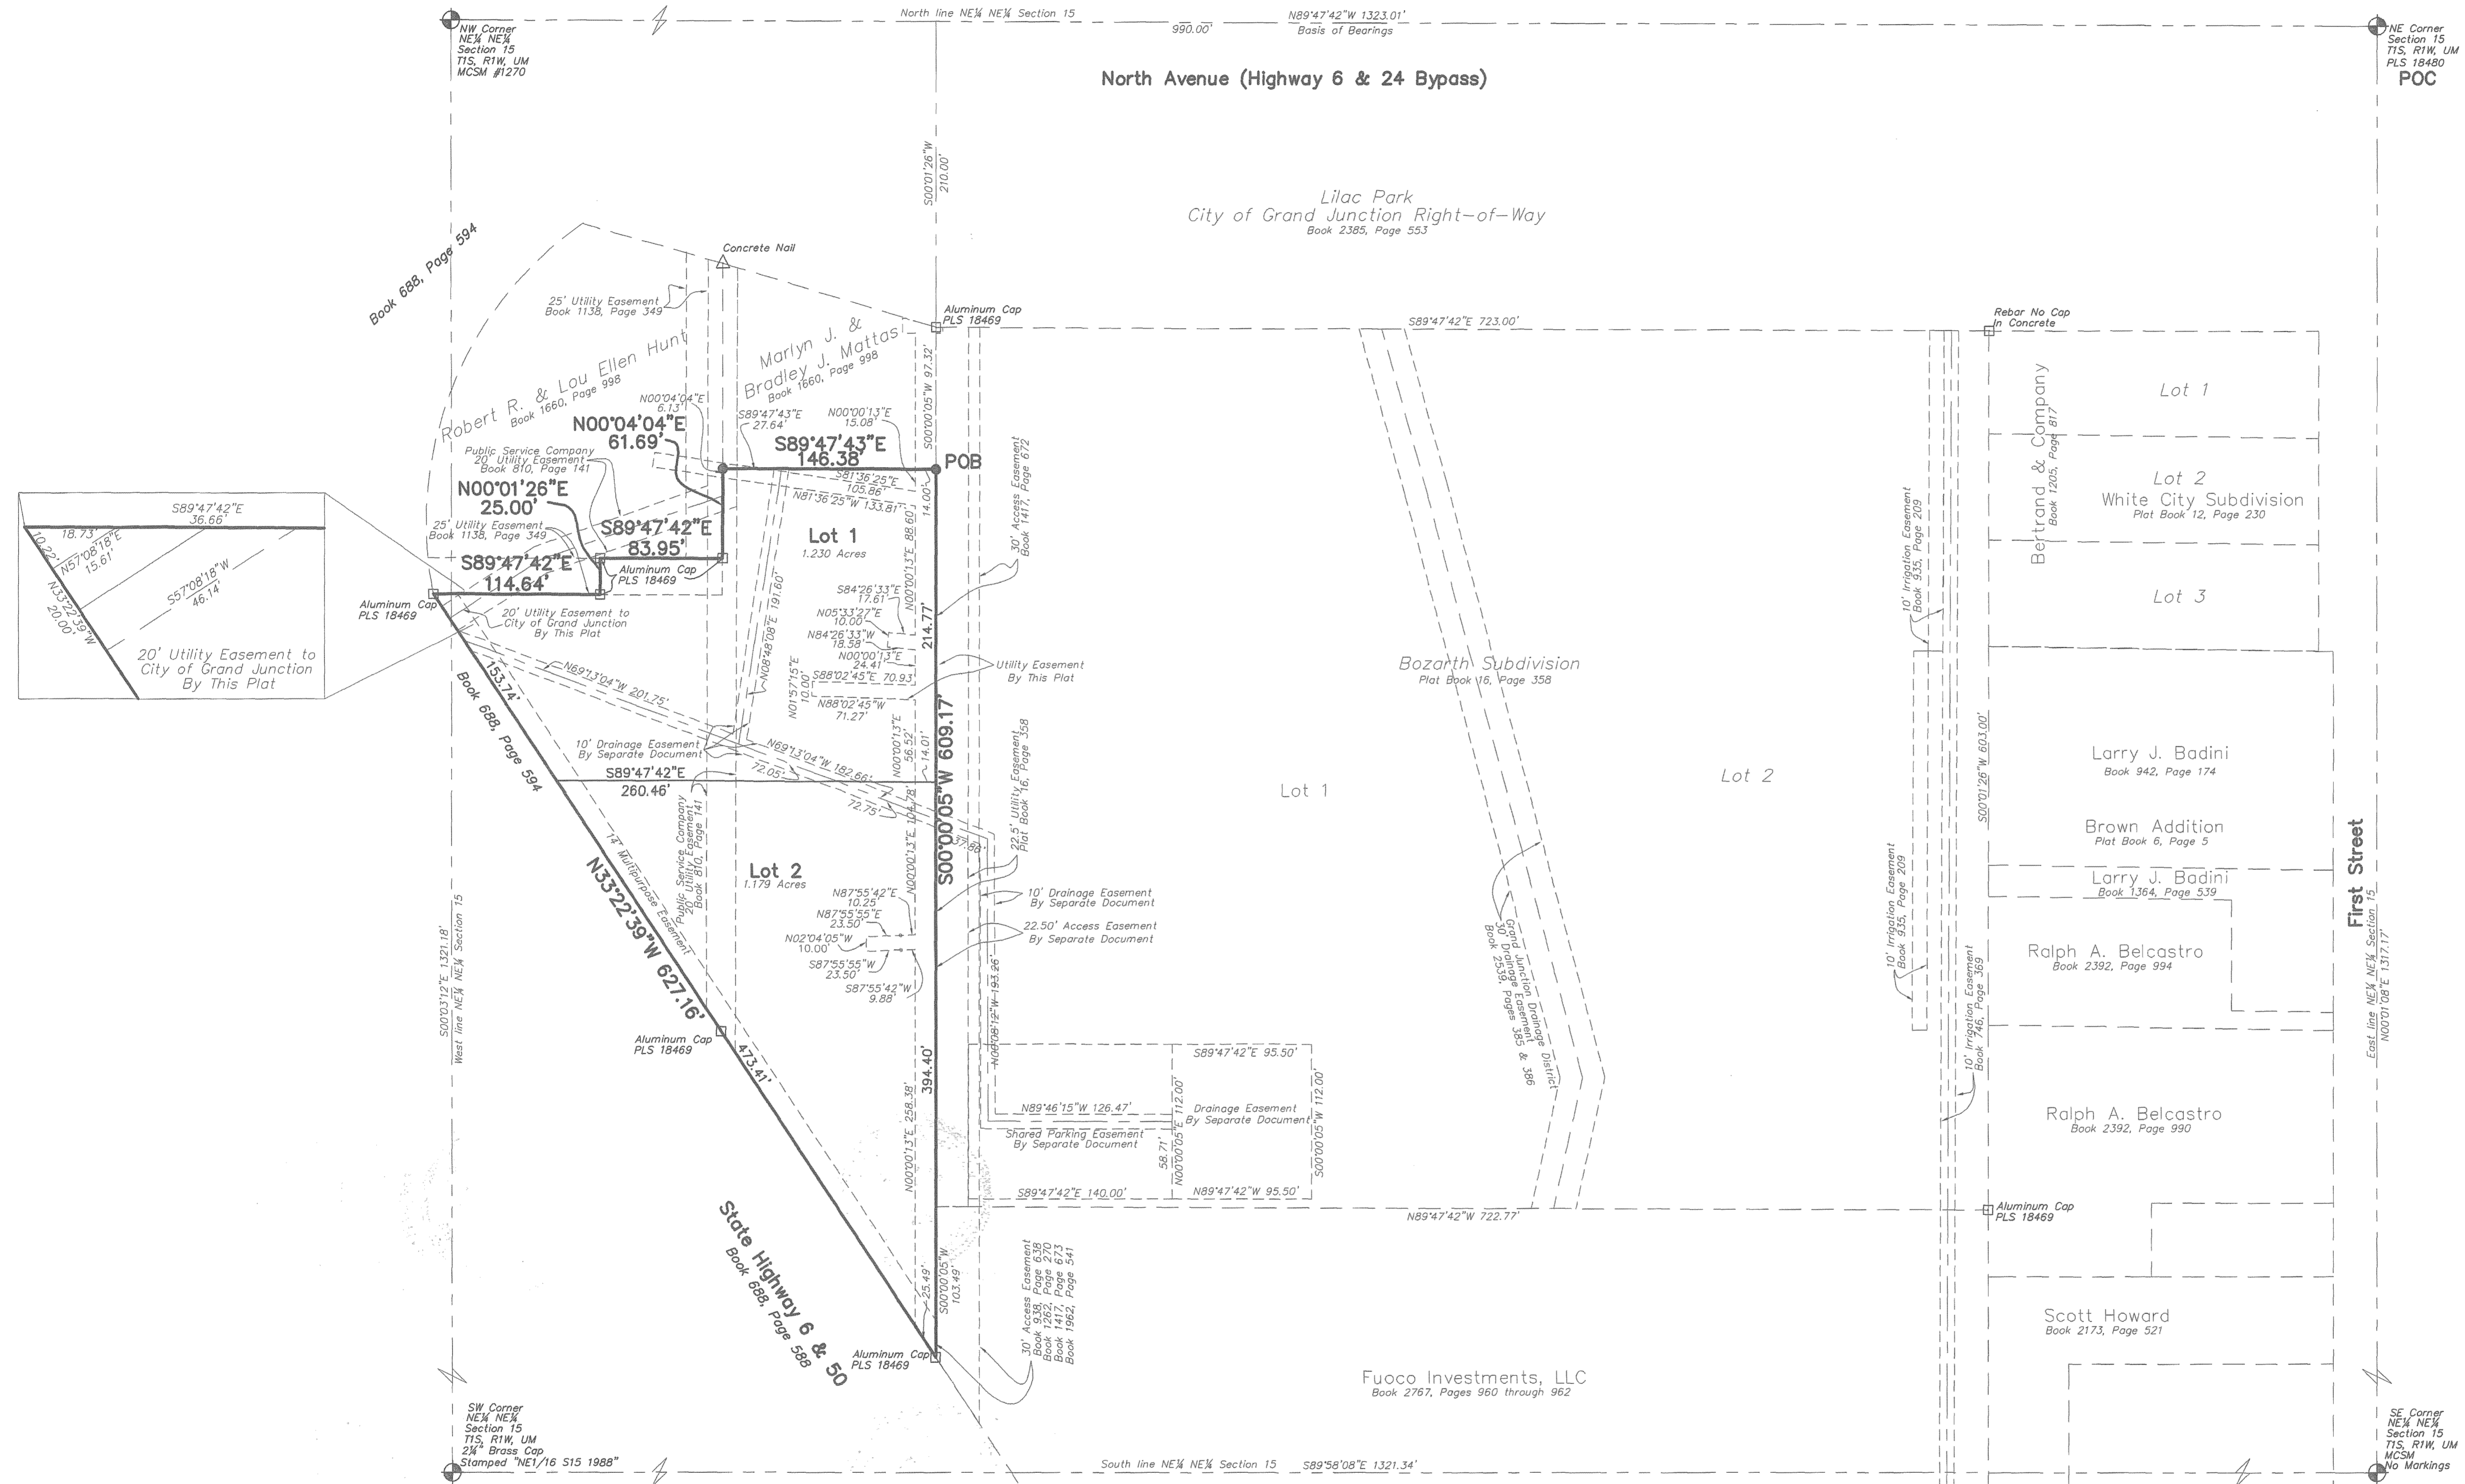 North line NE¼ NE¼ Section 15
990.00'
N89°47'42"W 1323.01'
Basis of Bearings
NW Corner
NE¼ NE¼
Section 15
T1S, R1W, UM
MCSM #1270
NE Corner
Section 15
T1S, R1W, UM
PLS 18480
POC
North Avenue (Highway 6 & 24 Bypass)
S00°01'26"W
210.00'
Lilac Park
City of Grand Junction Right-of-Way
Book 2385, Page 553
Book 688, Page 594
Concrete Nail
25' Utility Easement
Book 1138, Page 349
Aluminum Cap
PLS 18469
S89°47'42"E 723.00'
Rebar No Cap
In Concrete
Robert R. & Lou Ellen Hunt
Book 1660, Page 998
Marlyn J. &
Bradley J. Mattas
Book 1660, Page 998
S00°00'05"W 97.32'
N00°04'04"E
6.13'
S89°47'43"E
27.64'
N00°00'13"E
15.08'
N00°04'04"E
61.69'
S89°47'43"E
146.38'
POB
Public Service Company
20' Utility Easement
Book 810, Page 141
S81°36'25"E
105.86'
N81°36'25"W 133.81'
14.00'
N00°01'26"E
25.00'
25' Utility Easement
Book 1138, Page 349
S89°47'42"E
83.95'
S89°47'42"E
114.64'
Aluminum Cap
PLS 18469
Aluminum Cap
PLS 18469
Lot 1
1.230 Acres
N00°00'13"E 88.60'
30' Access Easement
Book 1417, Page 672
S89°47'42"E
36.66'
18.73'
10.22'
N57°08'18"E
15.61'
S57°08'18"W
46.14'
N33°22'39"W
20.00'
20' Utility Easement to
City of Grand Junction
By This Plat
20' Utility Easement to
City of Grand Junction
By This Plat
S84°26'33"E
17.61'
N05°33'27"E
10.00'
N84°26'33"W
18.58'
N00°00'13"E
24.41'
S88°02'45"E 70.93'
N01°57'15"E
10.00'
N88°02'45"W
71.27'
N08°48'08"E 191.60'
214.77'
Utility Easement
By This Plat
N69°13'04"W 201.75'
153.74'
Book 688, Page 594
10' Drainage Easement
By Separate Document
N69°13'04"W 182.66'
72.05'
72.75'
37.88'
N00°00'13"E
56.52'
14.01'
S00°00'05"W 609.17'
S89°47'42"E
260.46'
22.5' Utility Easement
Plat Book 16, Page 358
14' Multipurpose Easement
Public Service Company
20' Utility Easement
Book 810, Page 141
N00°00'13"E 104.78'
Lot 2
1.179 Acres
N33°22'39"W 627.16'
N87°55'42"E
10.25'
N87°55'55"E
23.50'
N02°04'05"W
10.00'
S87°55'55"W
23.50'
S87°55'42"W
9.88'
10' Drainage Easement
By Separate Document
22.50' Access Easement
By Separate Document
N00°08'12"W 193.26'
Aluminum Cap
PLS 18469
473.41'
394.40'
N00°00'13"E 258.38'
S00°03'12"E 1321.18'
West line NE¼ NE¼ Section 15
S89°47'42"E 95.50'
N89°46'15"W 126.47'
Shared Parking Easement
By Separate Document
58.71'
N00°00'05"E 112.00'
Drainage Easement
By Separate Document
S00°00'05"W 112.00'
S89°47'42"E 140.00'
N89°47'42"W 95.50'
N89°47'42"W 722.77'
Bozarth Subdivision
Plat Book 16, Page 358
Lot 1
Lot 2
Grand Junction Drainage District
30' Drainage Easement
Book 2539, Pages 385 & 386
10' Irrigation Easement
Book 935, Page 209
10' Irrigation Easement
Book 935, Page 209
10' Irrigation Easement
Book 746, Page 369
S00°01'26"W 603.00'
Bertrand & Company
Book 1205, Page 817
Lot 1
Lot 2
White City Subdivision
Plat Book 12, Page 230
Lot 3
Larry J. Badini
Book 942, Page 174
Brown Addition
Plat Book 6, Page 5
Larry J. Badini
Book 1364, Page 539
Ralph A. Belcastro
Book 2392, Page 994
Ralph A. Belcastro
Book 2392, Page 990
Aluminum Cap
PLS 18469
Scott Howard
Book 2173, Page 521
First Street
East line NE¼ NE¼ Section 15
N00°01'08"E 1317.17'
State Highway 6 & 50
Book 688, Page 588
25.49'
S00°00'05"W
103.49'
Aluminum Cap
PLS 18469
30' Access Easement
Book 938, Page 638
Book 1262, Page 270
Book 1417, Page 673
Book 1962, Page 541
Fuoco Investments, LLC
Book 2767, Pages 960 through 962
SW Corner
NE¼ NE¼
Section 15
T1S, R1W, UM
2¼" Brass Cap
Stamped "NE1/16 S15 1988"
South line NE¼ NE¼ Section 15
S89°58'08"E 1321.34'
SE Corner
NE¼ NE¼
Section 15
T1S, R1W, UM
MCSM
No Markings